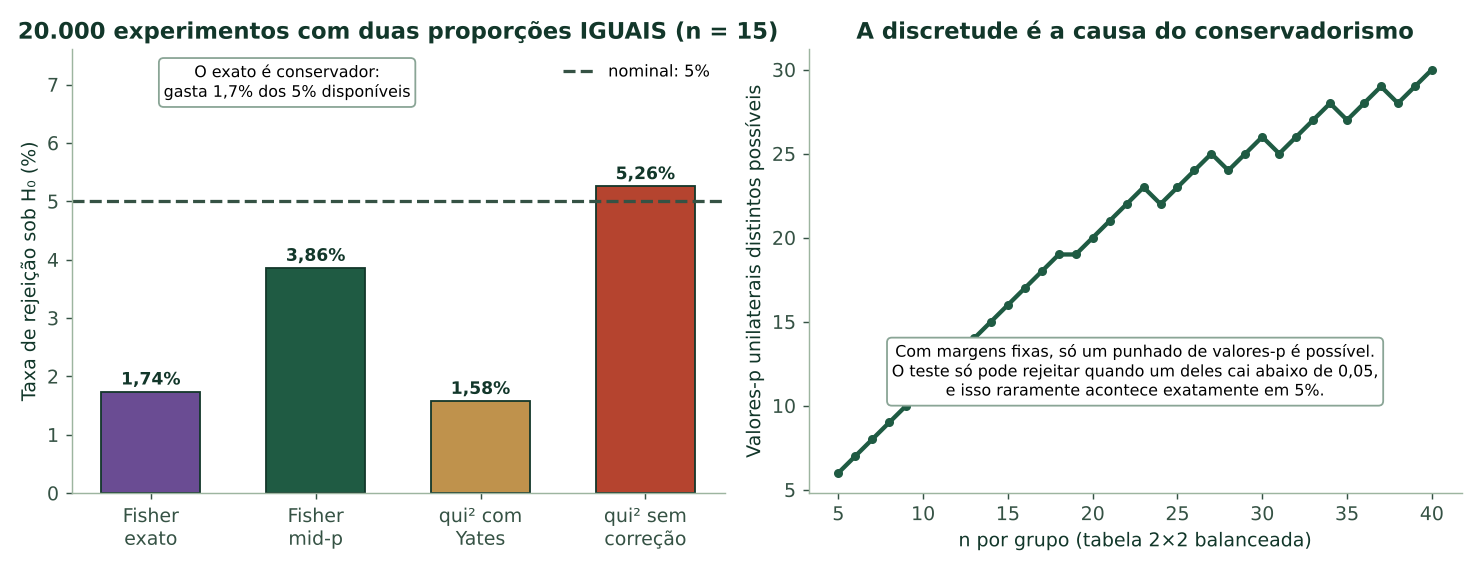 20.000 experimentos com duas proporções IGUAIS (n = 15)
O exato é conservador:
gasta 1,7% dos 5% disponíveis
nominal: 5%
Taxa de rejeição sob H₀ (%)
7
6
5
4
3
2
1
0
1,74%
3,86%
1,58%
5,26%
Fisher
exato
Fisher
mid-p
qui² com
Yates
qui² sem
correção
A discretude é a causa do conservadorismo
Valores-p unilaterais distintos possíveis
30
25
20
15
10
5
Com margens fixas, só um punhado de valores-p é possível.
O teste só pode rejeitar quando um deles cai abaixo de 0,05,
e isso raramente acontece exatamente em 5%.
5 10 15 20 25 30 35 40
n por grupo (tabela 2×2 balanceada)